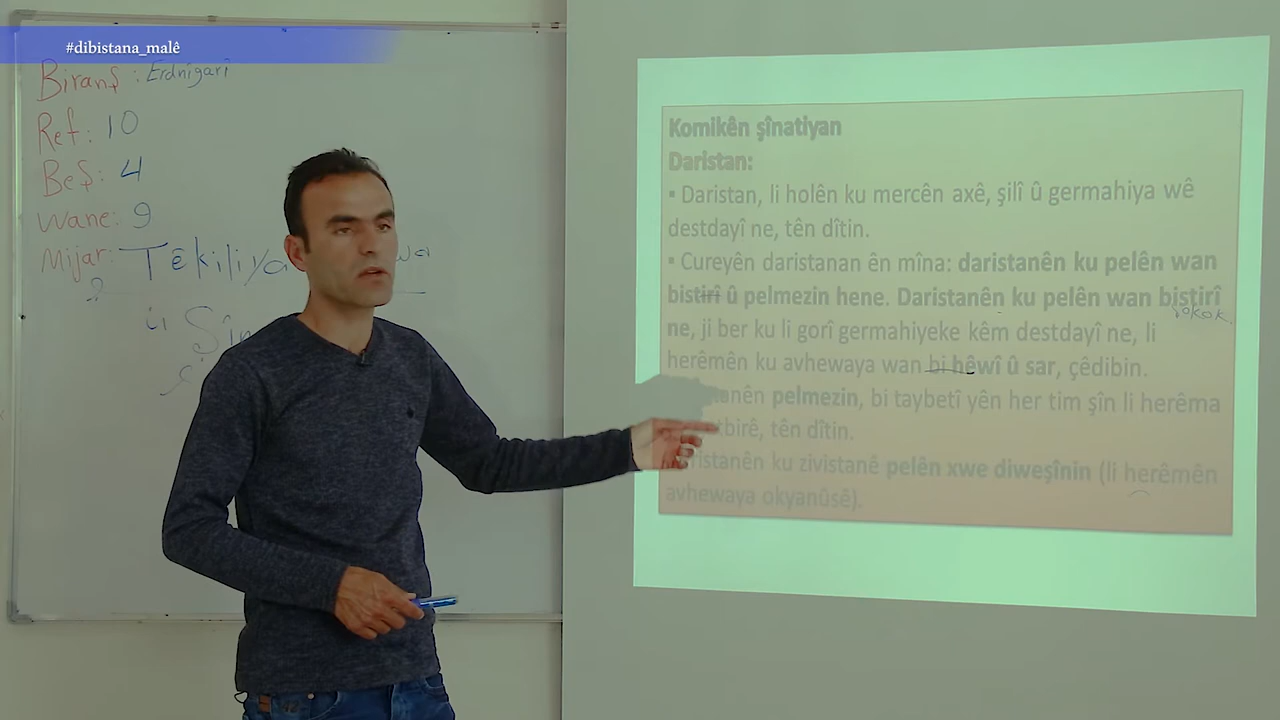 #dibistana_malê
Biranş: Erdnîgarî
Ref: 10
Beş: 4
Wane: 9
Mijar: Têkiliya
û
Komikên şînatiyan
Daristan:
▪ Daristan, li holên ku mercên axê, şilî û germahiya wê
destdayî ne, tên dîtin.
▪ Cureyên daristanan ên mîna: daristanên ku pelên wan
bistirî û pelmezin hene. Daristanên ku pelên wan bistirî
ne, ji ber ku li gorî germahiyeke kêm destdayî ne, li
herêmên ku avhewaya wan bi hêwî û sar, çêdibin.
pelmezin, bi taybetî yên her tim şîn li herêma
tên dîtin.
ku zivistanê pelên xwe diweşînin (li herêmên
avhewaya okyanûsê).